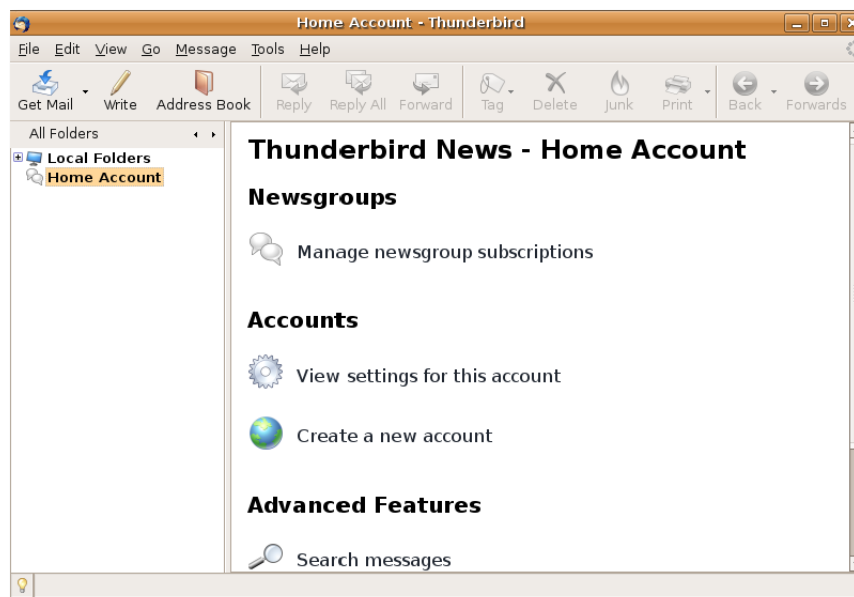 Home Account - Thunderbird
File Edit View Go Message Tools Help
Get Mail Write Address Book Reply Reply All Forward Tag Delete Junk Print Back Forwards
All Folders
Local Folders
Home Account
Thunderbird News - Home Account
Newsgroups
Manage newsgroup subscriptions
Accounts
View settings for this account
Create a new account
Advanced Features
Search messages